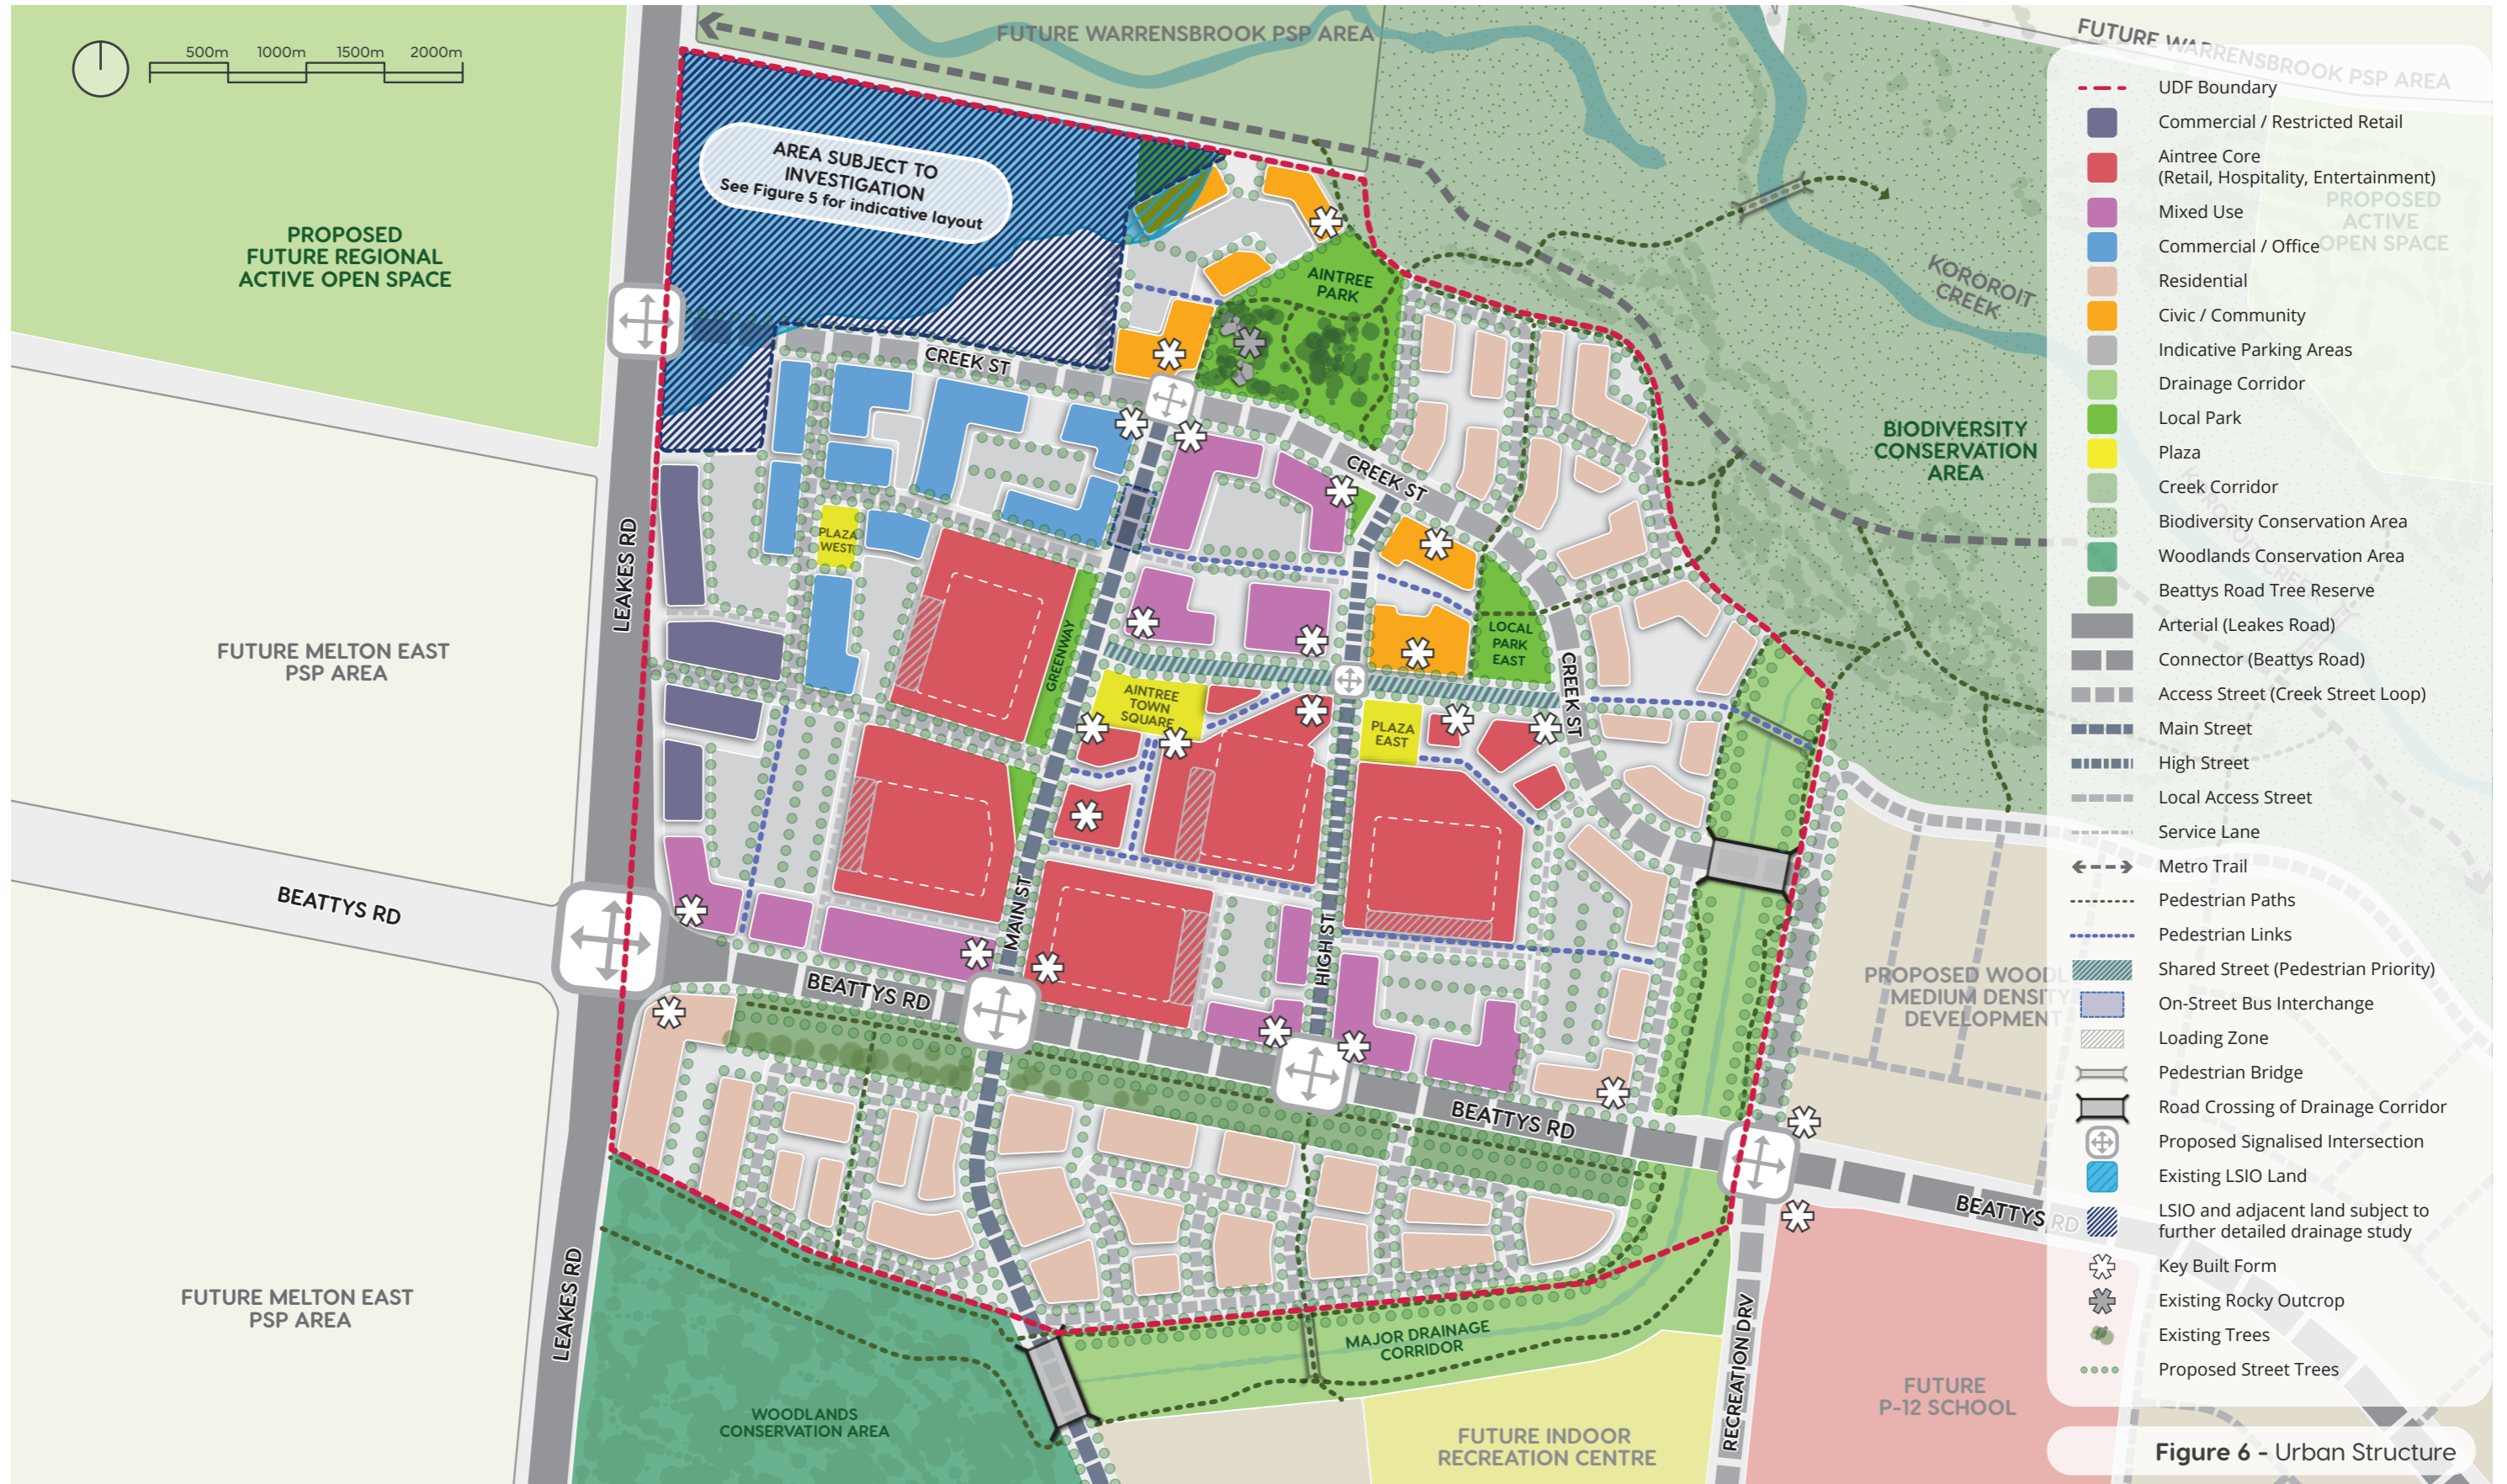 500m 1000m 1500m 2000m
FUTURE WARRENSBROOK PSP AREA
FUTURE WARRENSBROOK PSP AREA
AREA SUBJECT TO
INVESTIGATION
See Figure 5 for indicative layout
PROPOSED
FUTURE REGIONAL
ACTIVE OPEN SPACE
AINTREE
PARK
KOROROIT
CREEK
PROPOSED
ACTIVE
OPEN SPACE
CREEK ST
CREEK ST
BIODIVERSITY
CONSERVATION
AREA
LEAKES RD
PLAZA
WEST
GREENWAY
LOCAL
PARK
EAST
CREEK ST
FUTURE MELTON EAST
PSP AREA
AINTREE
TOWN
SQUARE
PLAZA
EAST
BEATTYS RD
MAIN ST
HIGH ST
BEATTYS RD
PROPOSED WOODL
MEDIUM DENSITY
DEVELOPMENT
BEATTYS RD
BEATTYS RD
LEAKES RD
FUTURE MELTON EAST
PSP AREA
MAJOR DRAINAGE
CORRIDOR
RECREATION DRV
WOODLANDS
CONSERVATION AREA
FUTURE INDOOR
RECREATION CENTRE
FUTURE
P-12 SCHOOL
UDF Boundary
Commercial / Restricted Retail
Aintree Core
(Retail, Hospitality, Entertainment)
Mixed Use
Commercial / Office
Residential
Civic / Community
Indicative Parking Areas
Drainage Corridor
Local Park
Plaza
Creek Corridor
Biodiversity Conservation Area
Woodlands Conservation Area
Beattys Road Tree Reserve
Arterial (Leakes Road)
Connector (Beattys Road)
Access Street (Creek Street Loop)
Main Street
High Street
Local Access Street
Service Lane
Metro Trail
Pedestrian Paths
Pedestrian Links
Shared Street (Pedestrian Priority)
On-Street Bus Interchange
Loading Zone
Pedestrian Bridge
Road Crossing of Drainage Corridor
Proposed Signalised Intersection
Existing LSIO Land
LSIO and adjacent land subject to
further detailed drainage study
Key Built Form
Existing Rocky Outcrop
Existing Trees
Proposed Street Trees
Figure 6 - Urban Structure